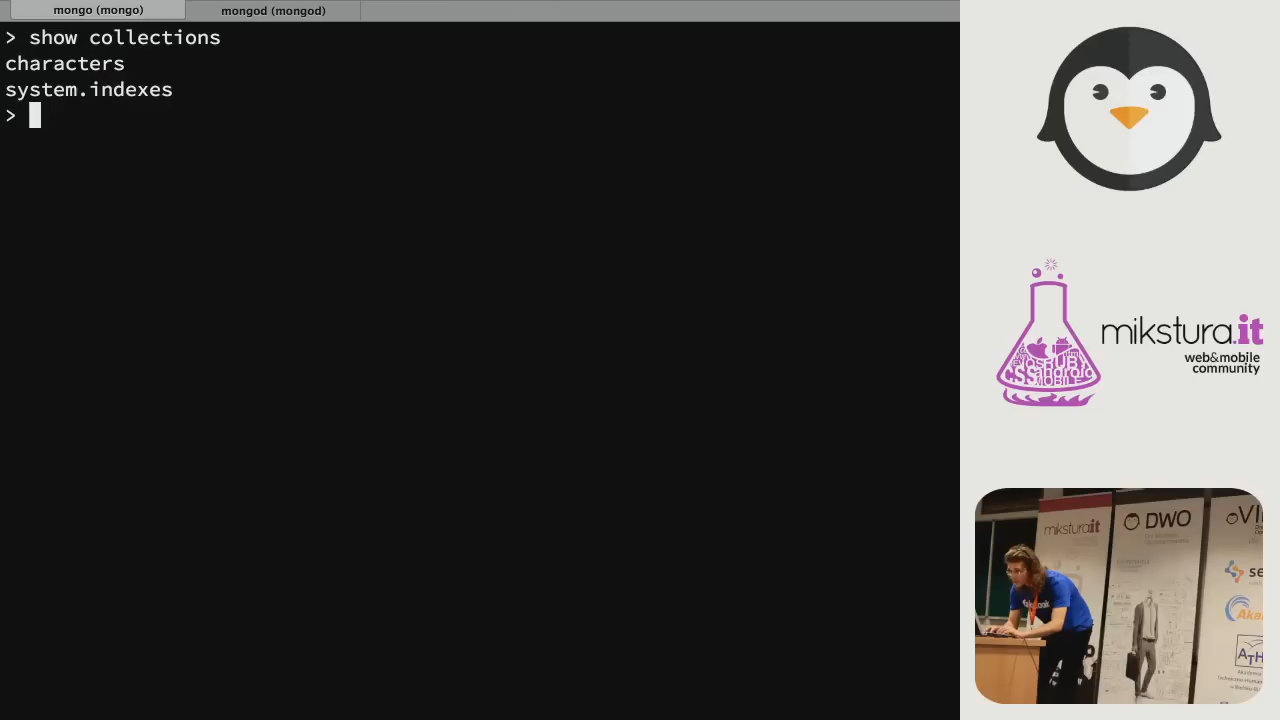 mongo (mongo)
mongod (mongod)
> show collections
characters
system.indexes
>
mikstura.it
web&mobile
community
mikstura.it
DWO